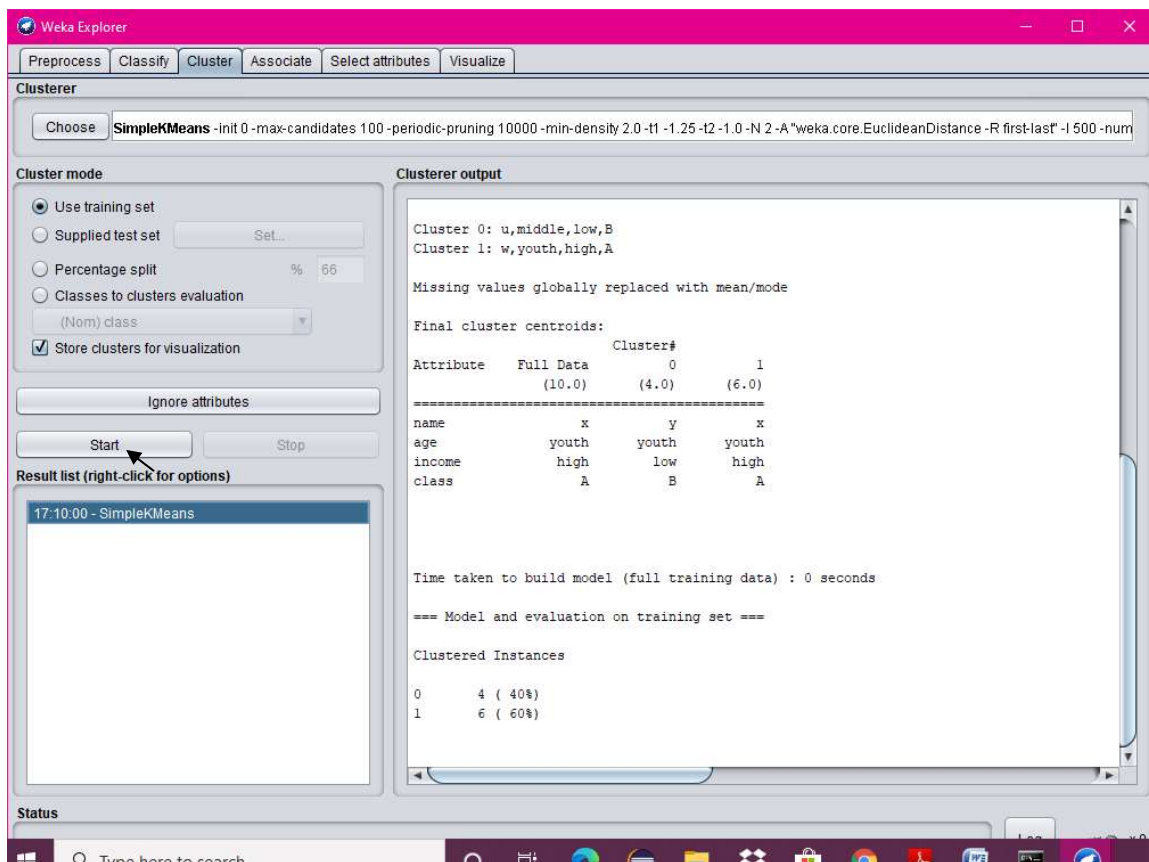 Weka Explorer
Preprocess Classify Cluster Associate Select attributes Visualize
Clusterer
Choose SimpleKMeans -init 0 -max-candidates 100 -periodic-pruning 10000 -min-density 2.0 -t1 -1.25 -t2 -1.0 -N 2 -A "weka.core.EuclideanDistance -R first-last" -I 500 -num
Cluster mode
Use training set
Supplied test set Set...
Percentage split % 66
Classes to clusters evaluation
(Nom) class
Store clusters for visualization
Ignore attributes
Start Stop
Result list (right-click for options)
17:10:00 - SimpleKMeans
Clusterer output
Cluster 0: u,middle,low,B
Cluster 1: w,youth,high,A
Missing values globally replaced with mean/mode
Final cluster centroids:
Cluster#
Attribute Full Data 0 1
(10.0) (4.0) (6.0)
============================================
name x y x
age youth youth youth
income high low high
class A B A
Time taken to build model (full training data) : 0 seconds
=== Model and evaluation on training set ===
Clustered Instances
0 4 ( 40%)
1 6 ( 60%)
Status
Log x 0
Type here to search